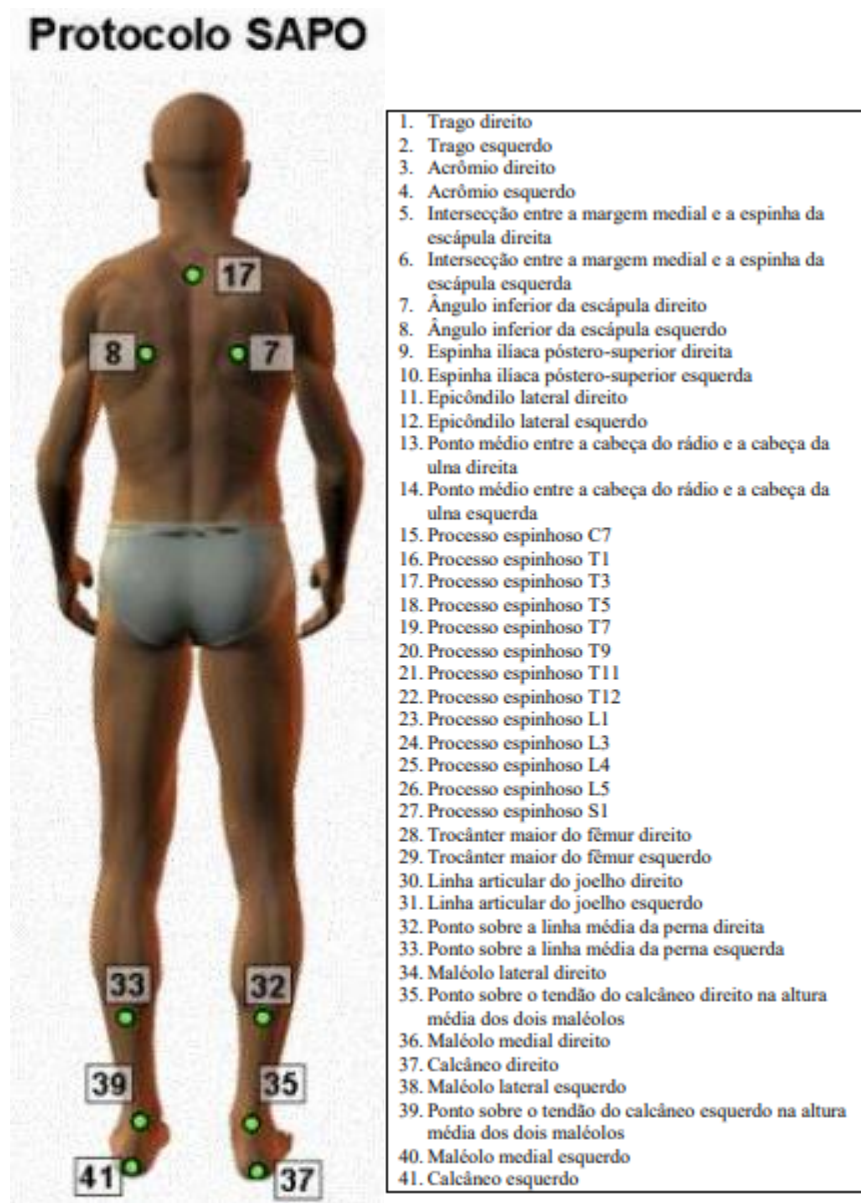 Protocolo SAPO
17
8
7
33
32
39
35
41
37
1. Trago direito
2. Trago esquerdo
3. Acrômio direito
4. Acrômio esquerdo
5. Intersecção entre a margem medial e a espinha da
escápula direita
6. Intersecção entre a margem medial e a espinha da
escápula esquerda
7. Ângulo inferior da escápula direito
8. Ângulo inferior da escápula esquerdo
9. Espinha ilíaca póstero-superior direita
10. Espinha ilíaca póstero-superior esquerda
11. Epicôndilo lateral direito
12. Epicôndilo lateral esquerdo
13. Ponto médio entre a cabeça do rádio e a cabeça da
ulna direita
14. Ponto médio entre a cabeça do rádio e a cabeça da
ulna esquerda
15. Processo espinhoso C7
16. Processo espinhoso T1
17. Processo espinhoso T3
18. Processo espinhoso T5
19. Processo espinhoso T7
20. Processo espinhoso T9
21. Processo espinhoso T11
22. Processo espinhoso T12
23. Processo espinhoso L1
24. Processo espinhoso L3
25. Processo espinhoso L4
26. Processo espinhoso L5
27. Processo espinhoso S1
28. Trocânter maior do fêmur direito
29. Trocânter maior do fêmur esquerdo
30. Linha articular do joelho direito
31. Linha articular do joelho esquerdo
32. Ponto sobre a linha média da perna direita
33. Ponto sobre a linha média da perna esquerda
34. Maléolo lateral direito
35. Ponto sobre o tendão do calcâneo direito na altura
média dos dois maléolos
36. Maléolo medial direito
37. Calcâneo direito
38. Maléolo lateral esquerdo
39. Ponto sobre o tendão do calcâneo esquerdo na altura
média dos dois maléolos
40. Maléolo medial esquerdo
41. Calcâneo esquerdo